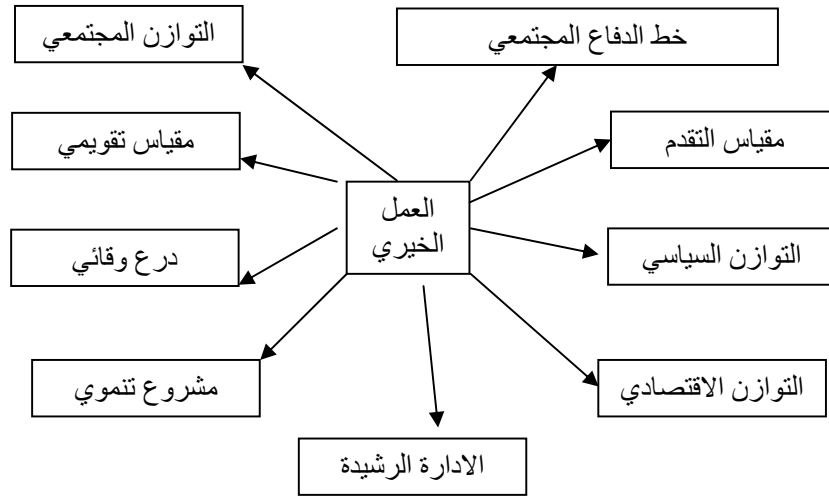 خط الدفاع المجتمعي
التوازن المجتمعي
مقياس التقدم
مقياس تقويمي
العمل
الخيري
التوازن السياسي
درع وقائي
التوازن الاقتصادي
مشروع تنموي
الادارة الرشيدة